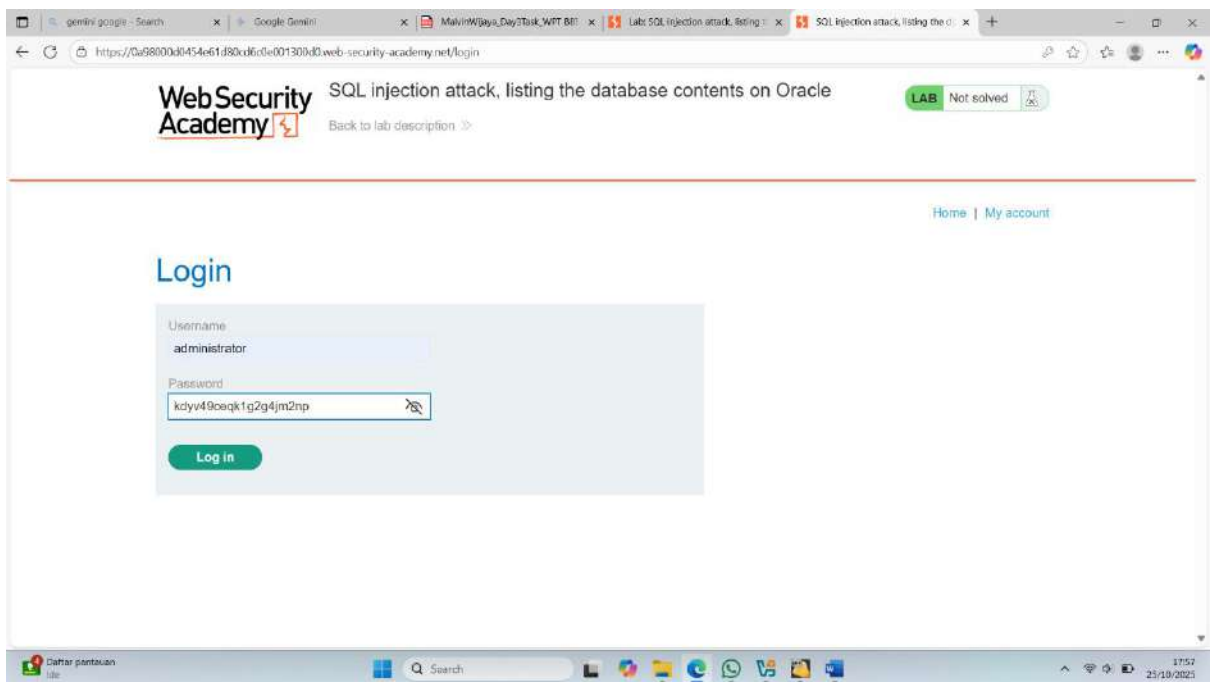 gemini google - Search
Google Gemini
MalvinWijaya_Day3Task_WPT BIIT
Lab: SQL injection attack, listing t
SQL injection attack, listing the d
https://0a98000d0454e61d80cd6c0e001300d0.web-security-academy.net/login
WebSecurity
Academy
SQL injection attack, listing the database contents on Oracle
Back to lab description
LAB Not solved
Home | My account
Login
Username
administrator
Password
kdyv49oeqk1g2g4jm2np
Log in
Daftar pantauan
Ide
Search
17:57
25/10/2025